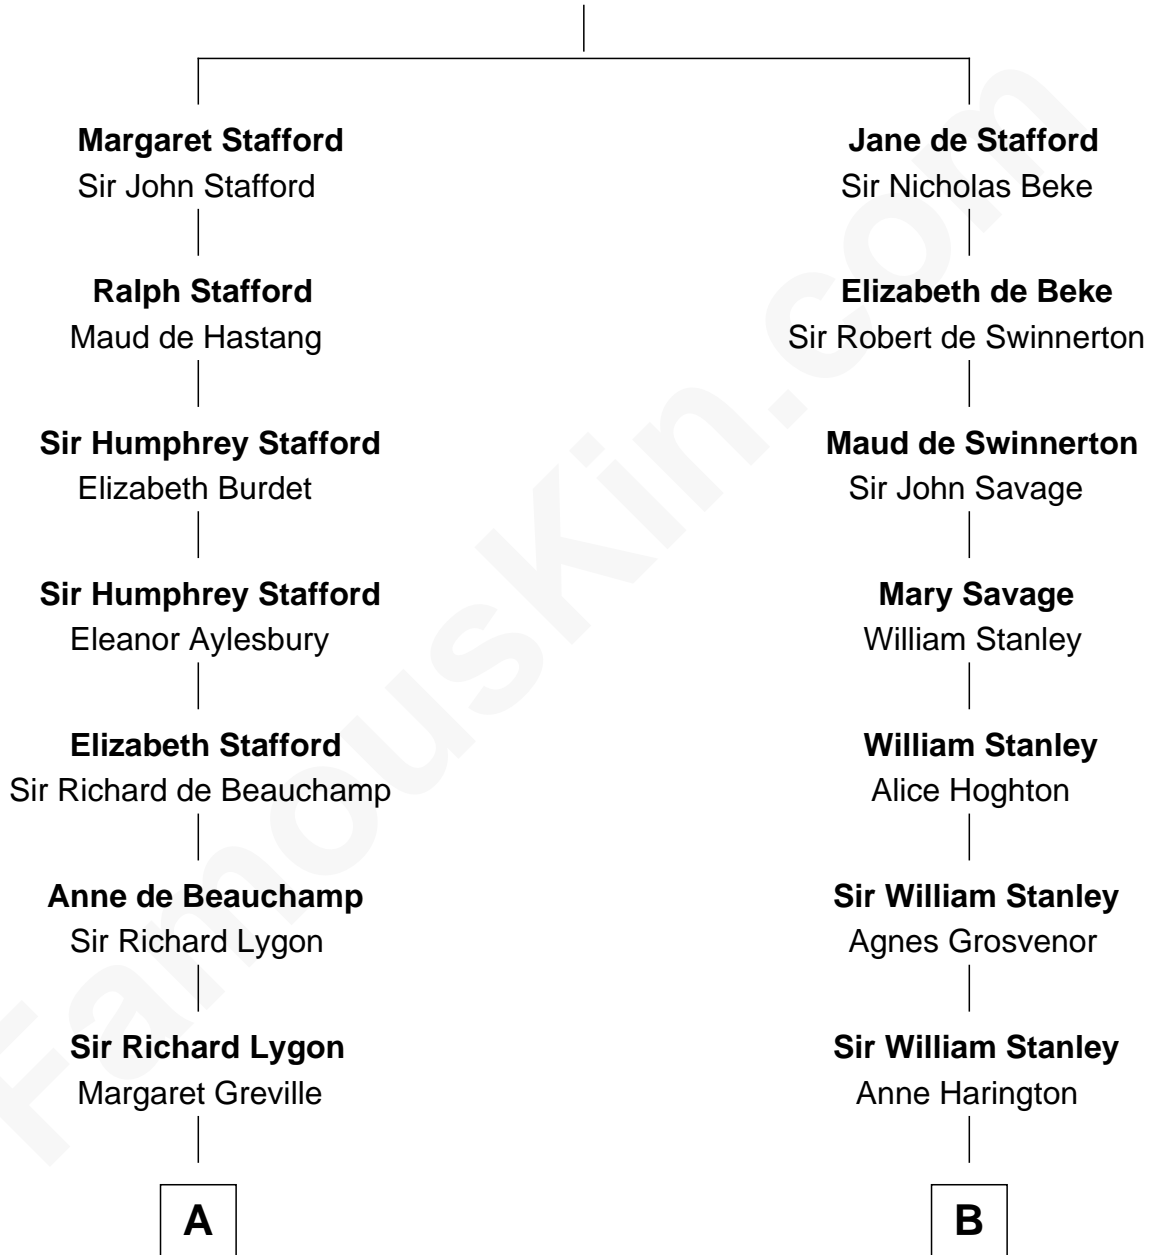 Margaret Stafford
Sir John Stafford
Ralph Stafford
Maud de Hastang
Sir Humphrey Stafford
Elizabeth Burdet
Sir Humphrey Stafford
Eleanor Aylesbury
Elizabeth Stafford
Sir Richard de Beauchamp
Anne de Beauchamp
Sir Richard Lygon
Sir Richard Lygon
Margaret Greville
A
Jane de Stafford
Sir Nicholas Beke
Elizabeth de Beke
Sir Robert de Swinnerton
Maud de Swinnerton
Sir John Savage
Mary Savage
William Stanley
William Stanley
Alice Hoghton
Sir William Stanley
Agnes Grosvenor
Sir William Stanley
Anne Harington
B
FamousKin.com